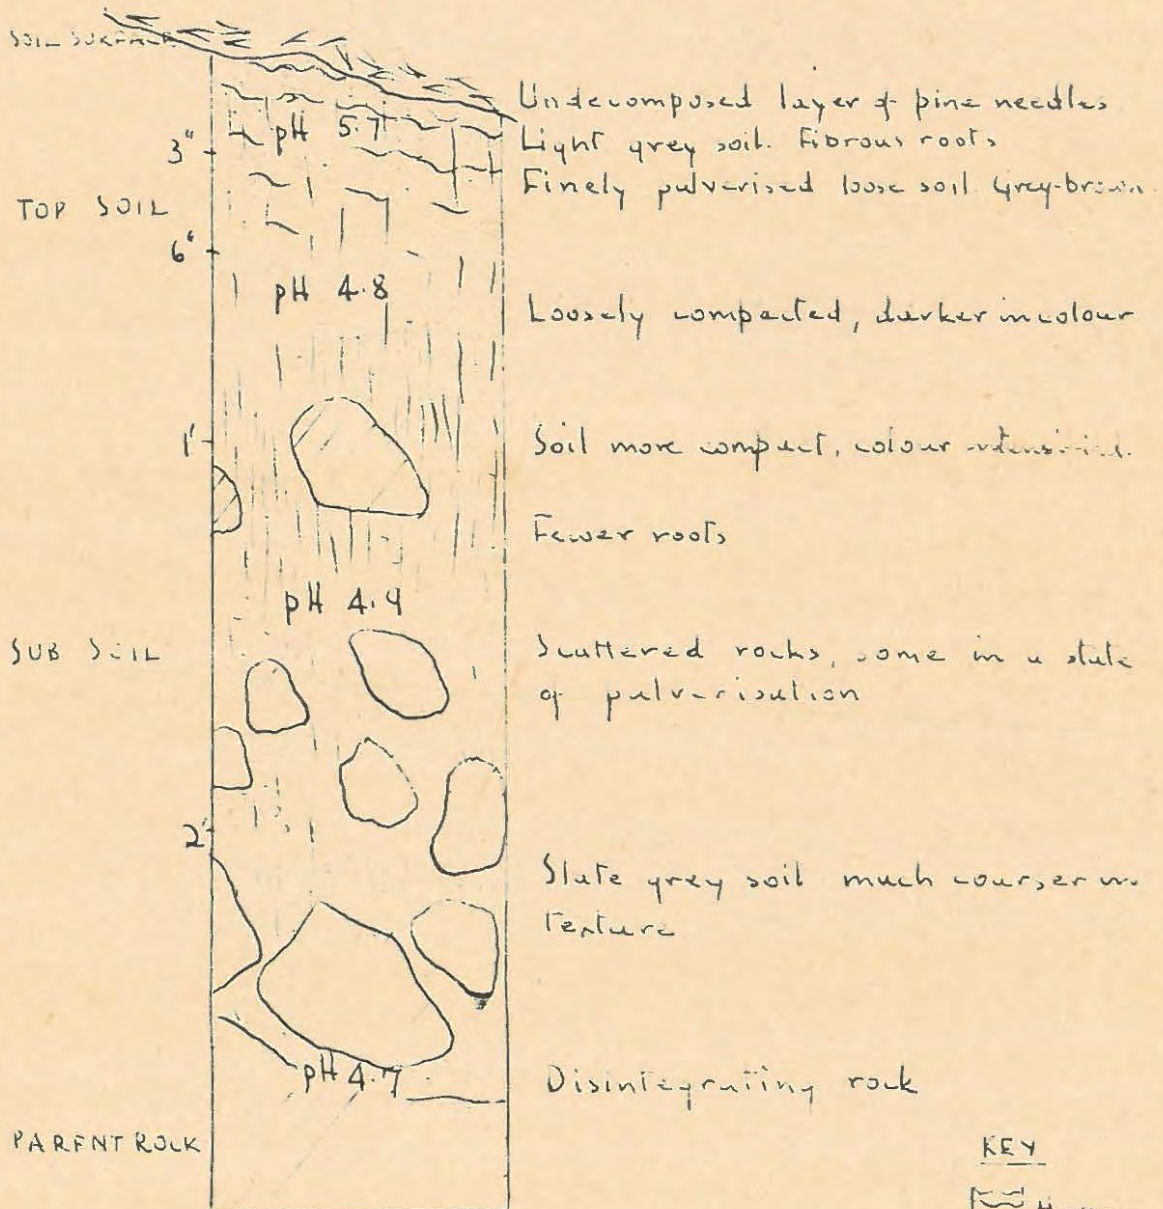 SOIL SURFACE
Undecomposed layer of pine needles
pH 5.7
Light grey soil. Fibrous roots
3"
Finely pulverised loose soil. Grey-brown.
TOP SOIL
6"
pH 4.8
Loosely compacted, darker in colour
1'
Soil more compact, colour
Fewer roots
pH 4.4
SUB SOIL
Scattered rocks, some in a state
of pulverisation
2'
Slate grey soil much courser in
texture
pH 4.7
Disintegrating rock
PARENT ROCK
KEY